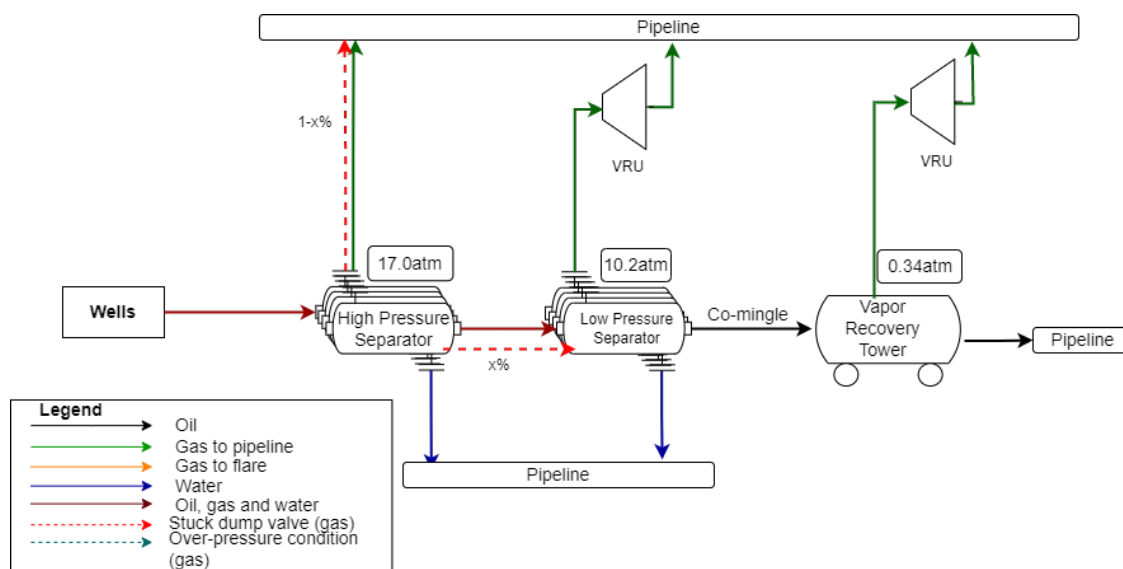 Pipeline
1-x%
VRU
VRU
17.0atm
10.2atm
0.34atm
Wells
High Pressure
Separator
Low Pressure
Separator
Co-mingle
Vapor
Recovery
Tower
Pipeline
x%
Legend
Oil
Gas to pipeline
Gas to flare
Water
Oil, gas and water
Stuck dump valve (gas)
Over-pressure condition
(gas)
Pipeline